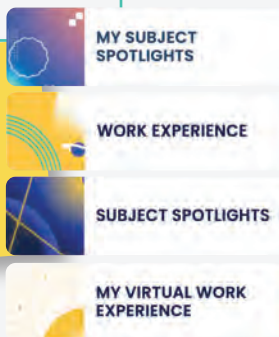 MY SUBJECT
SPOTLIGHTS
WORK EXPERIENCE
SUBJECT SPOTLIGHTS
MY VIRTUAL WORK
EXPERIENCE